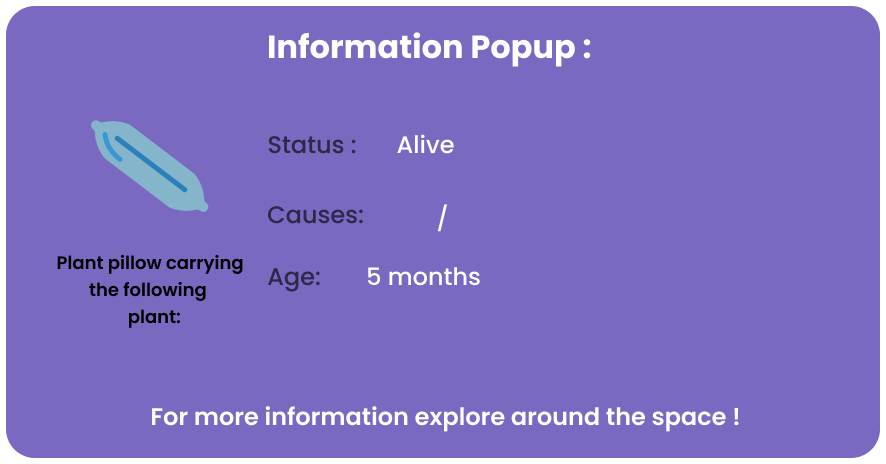 Information Popup :
Status : Alive
Causes: /
Age: 5 months
Plant pillow carrying
the following
plant:
For more information explore around the space !